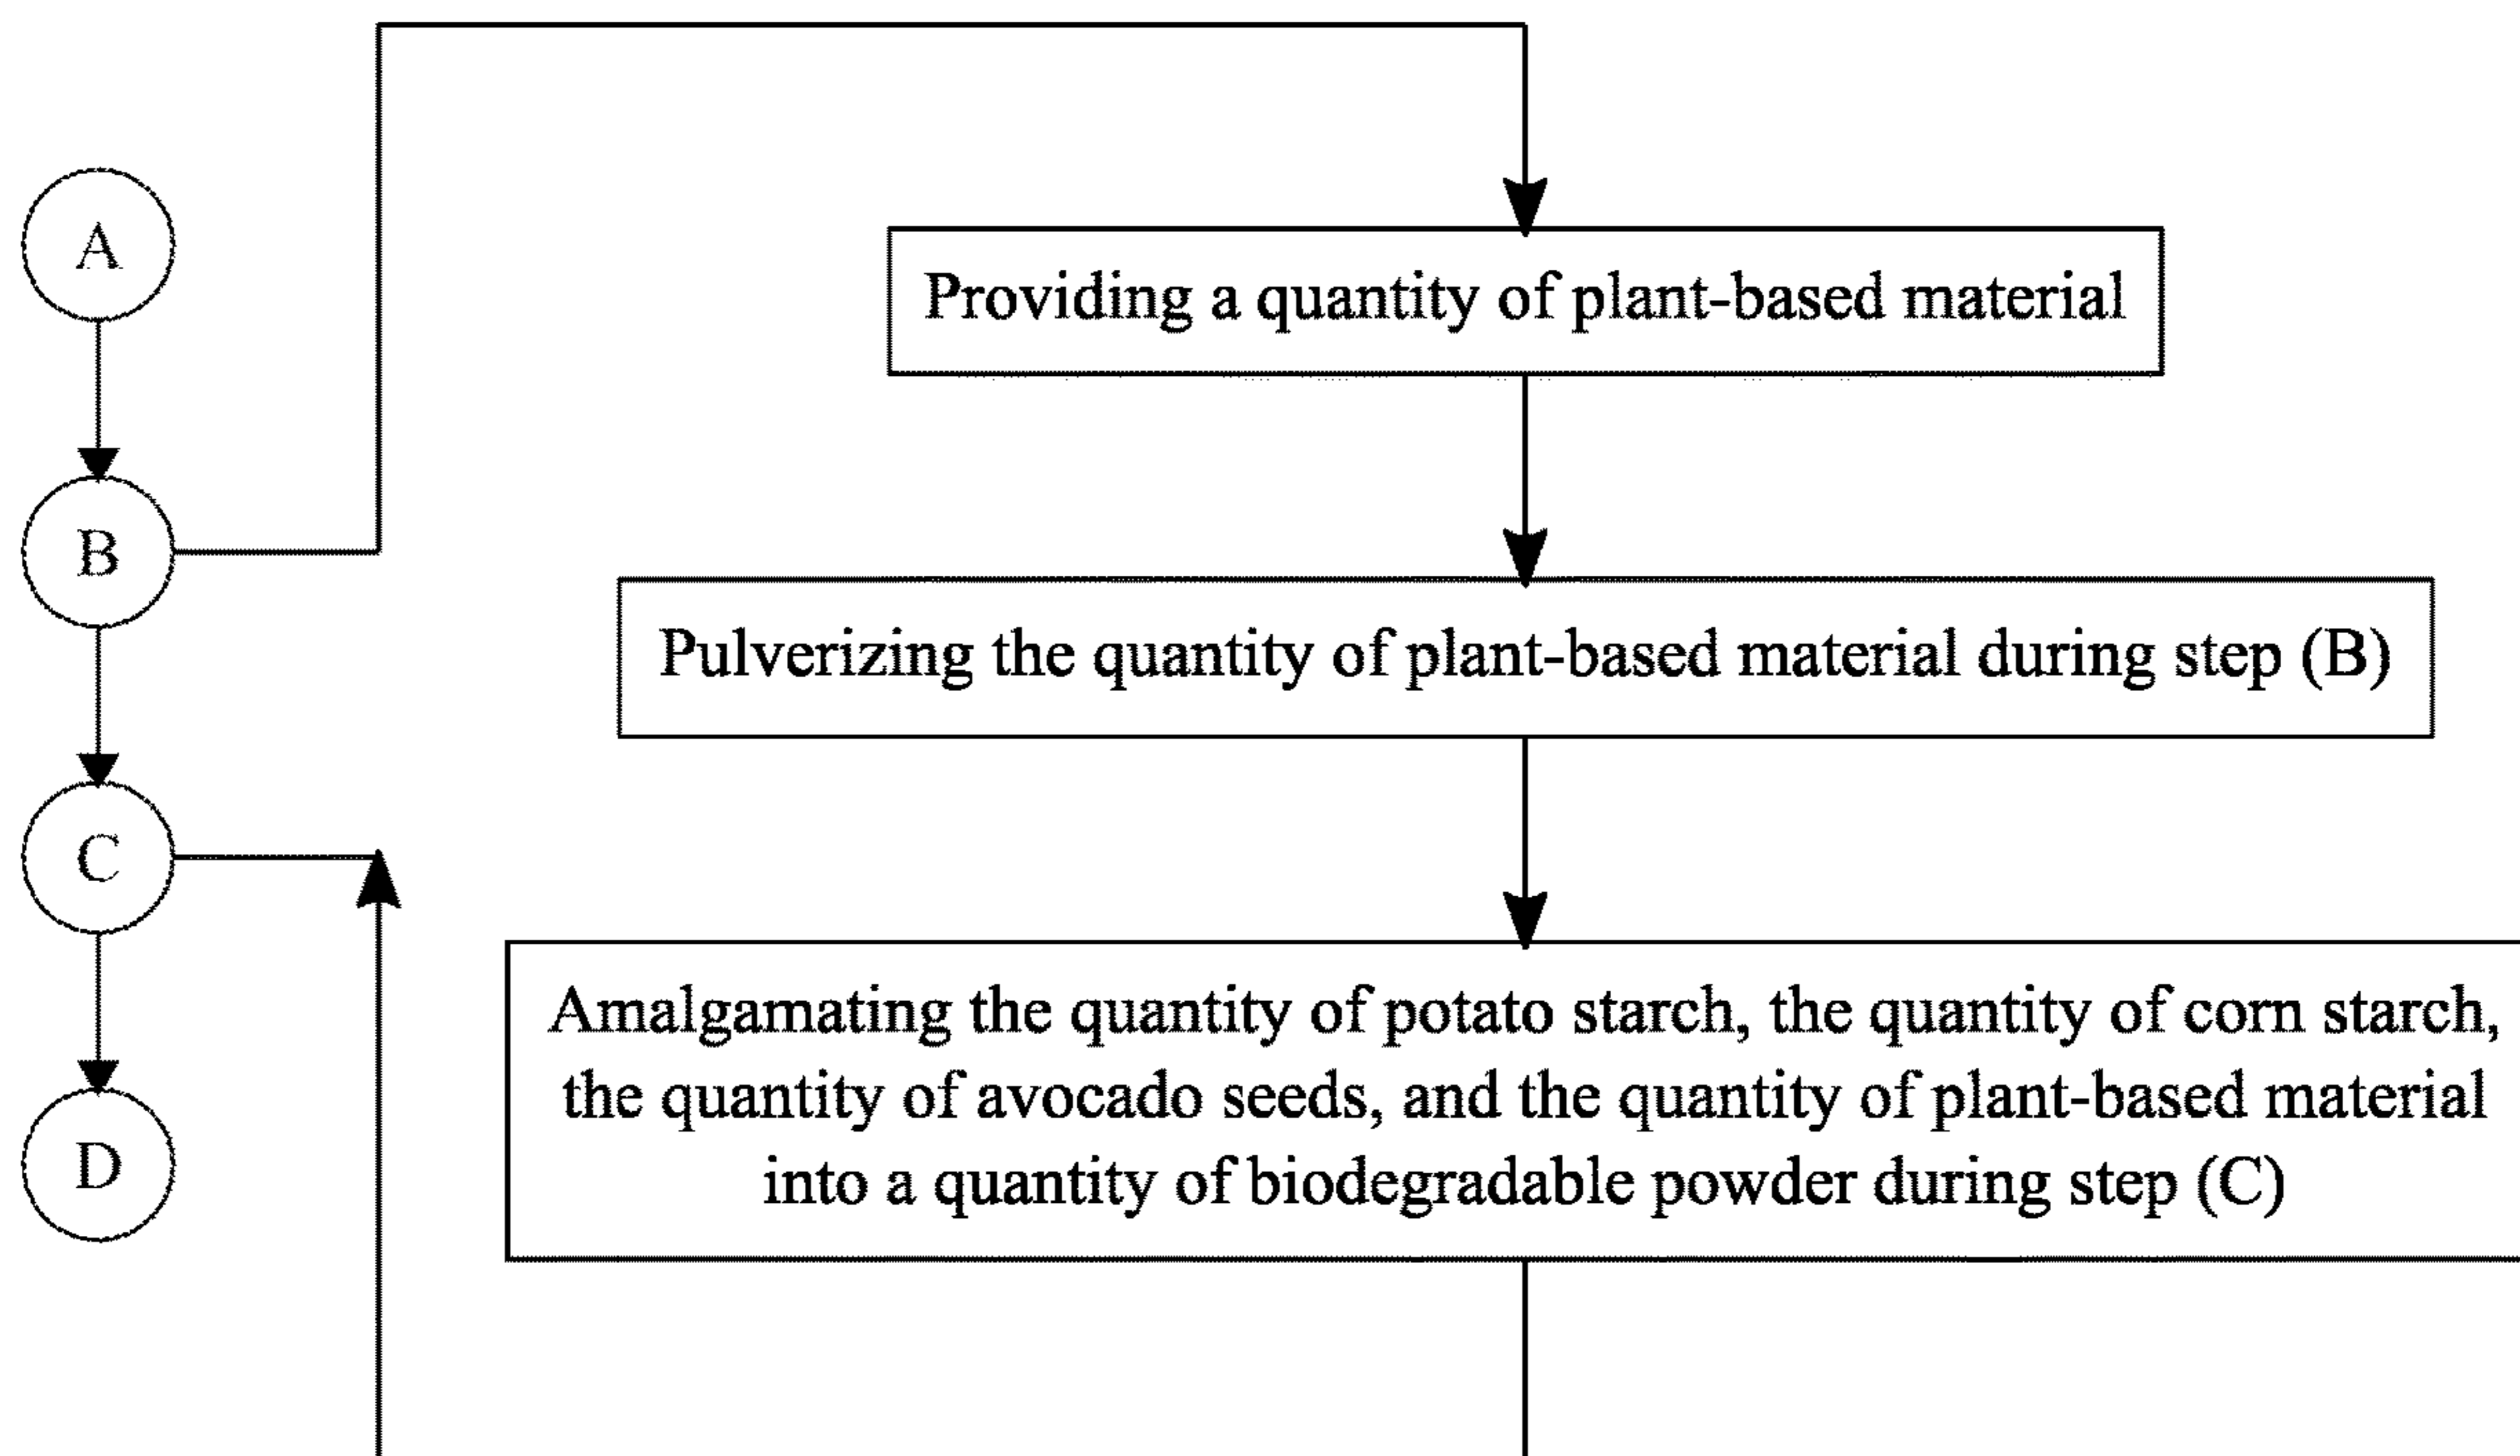 A
B
C
D
Providing a quantity of plant-based material
Pulverizing the quantity of plant-based material during step (B)
Amalgamating the quantity of potato starch, the quantity of corn starch,
the quantity of avocado seeds, and the quantity of plant-based material
into a quantity of biodegradable powder during step (C)